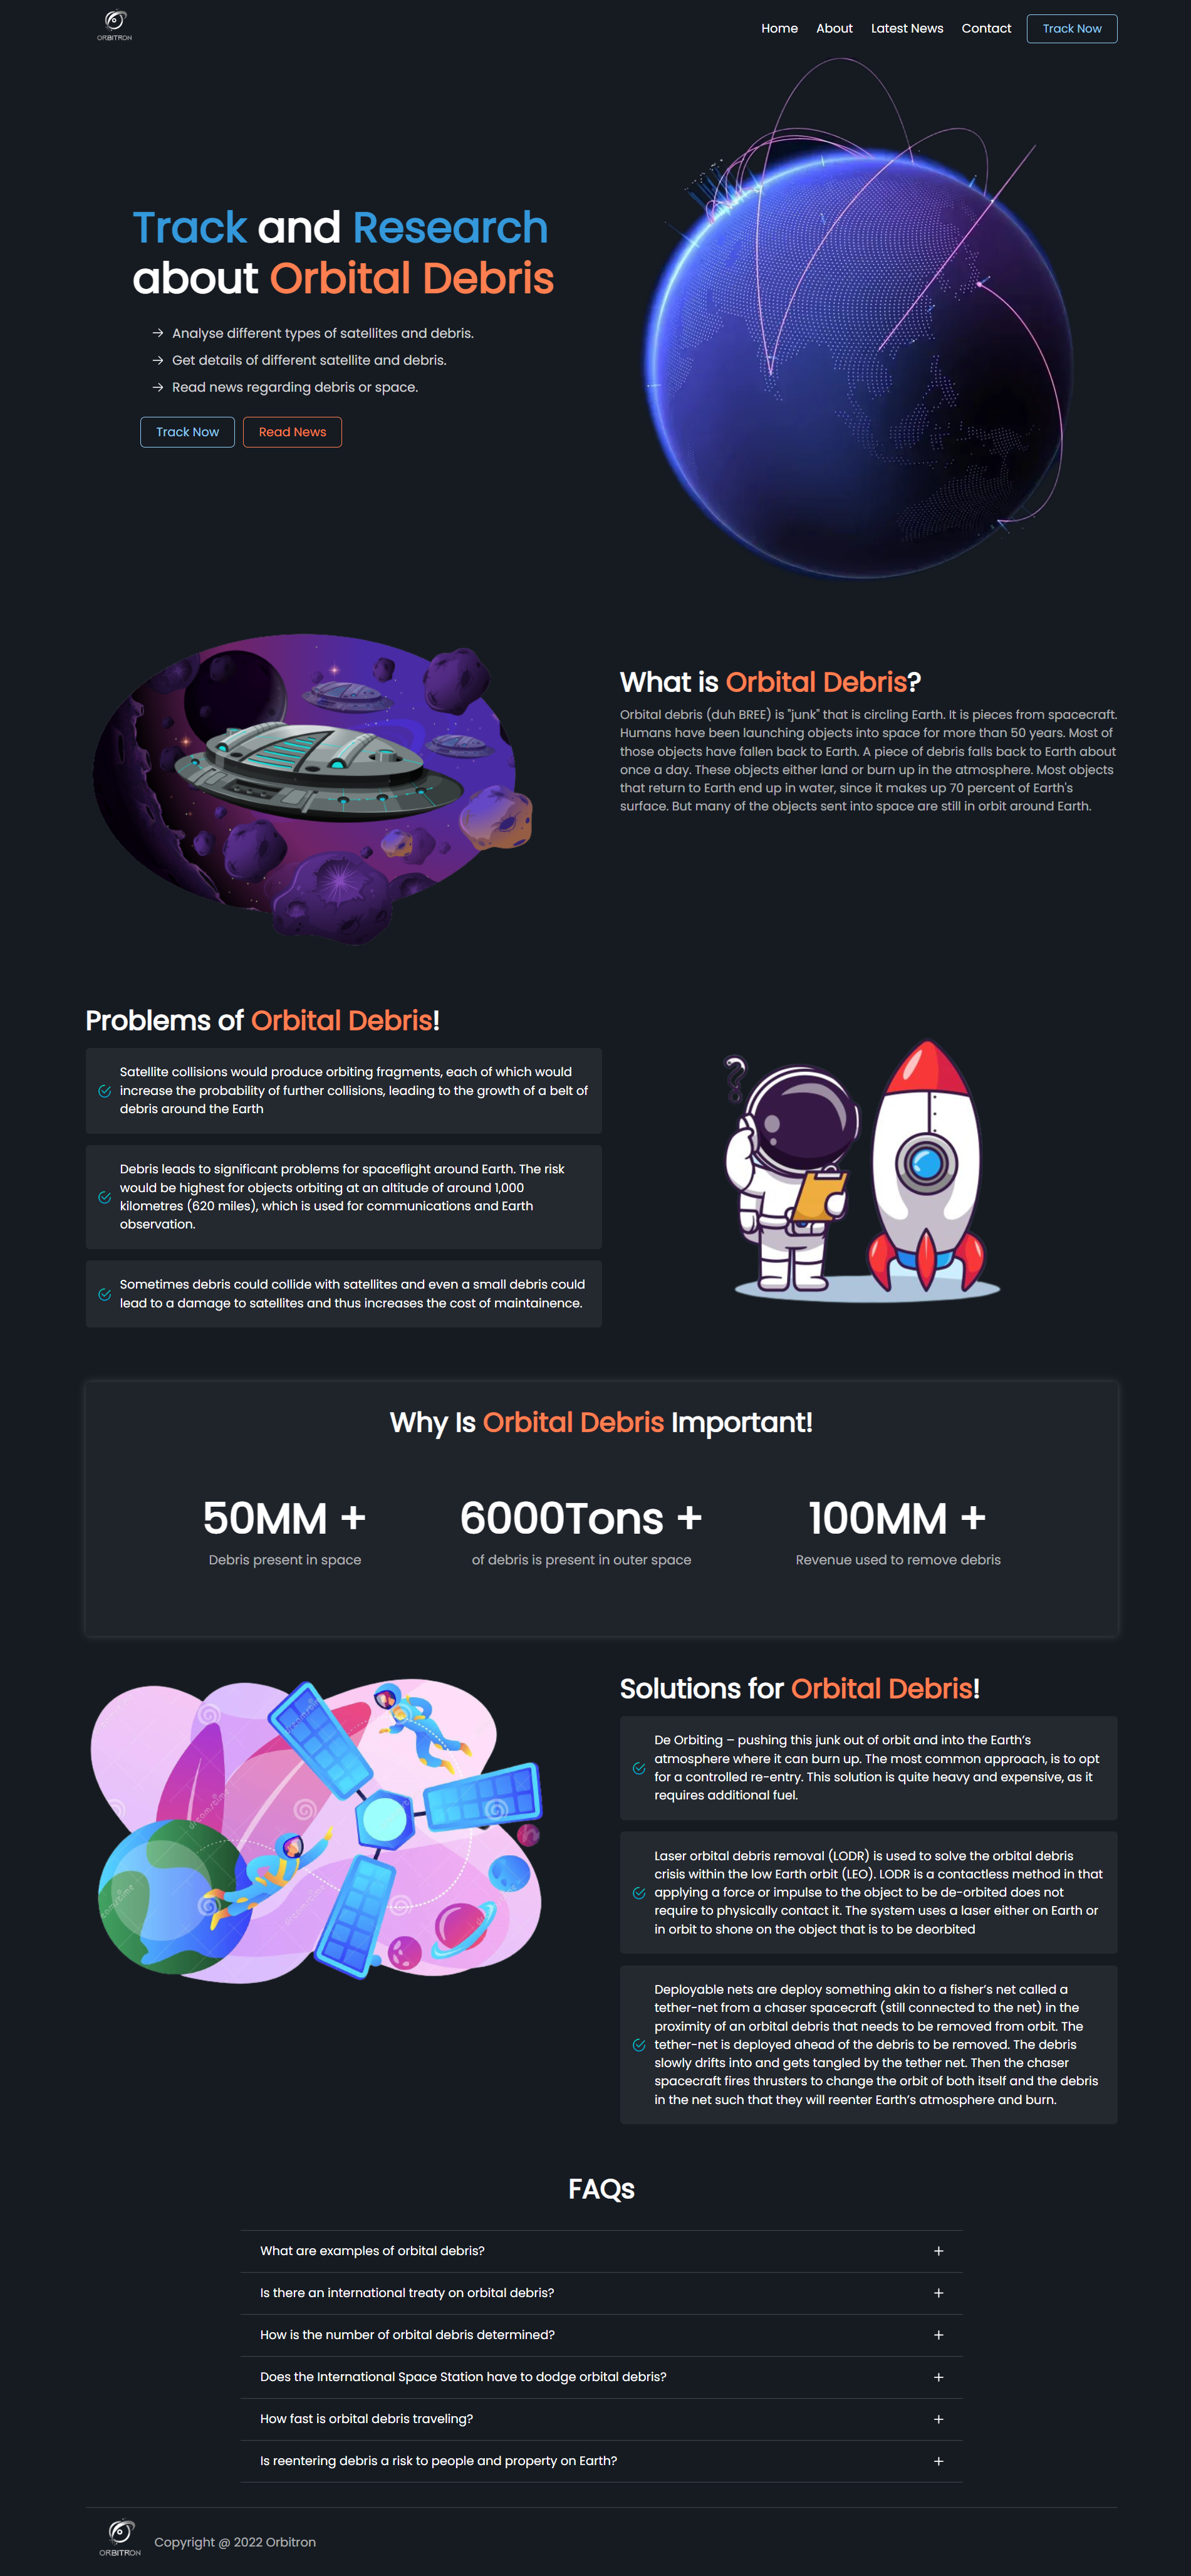 ORBITRON
Home
About
Latest News
Contact
Track Now
Track and Research
about Orbital Debris
Analyse different types of satellites and debris.
Get details of different satellite and debris.
Read news regarding debris or space.
Track Now
Read News
What is Orbital Debris?
Orbital debris (duh BREE) is "junk" that is circling Earth. It is pieces from spacecraft.
Humans have been launching objects into space for more than 50 years. Most of
those objects have fallen back to Earth. A piece of debris falls back to Earth about
once a day. These objects either land or burn up in the atmosphere. Most objects
that return to Earth end up in water, since it makes up 70 percent of Earth's
surface. But many of the objects sent into space are still in orbit around Earth.
Problems of Orbital Debris!
Satellite collisions would produce orbiting fragments, each of which would
increase the probability of further collisions, leading to the growth of a belt of
debris around the Earth
Debris leads to significant problems for spaceflight around Earth. The risk
would be highest for objects orbiting at an altitude of around 1,000
kilometres (620 miles), which is used for communications and Earth
observation.
Sometimes debris could collide with satellites and even a small debris could
lead to a damage to satellites and thus increases the cost of maintainence.
?
Why Is Orbital Debris Important!
50MM +
Debris present in space
6000Tons +
of debris is present in outer space
100MM +
Revenue used to remove debris
dreamstime
dreamstime
dreamstime
dreamstime
Solutions for Orbital Debris!
De Orbiting – pushing this junk out of orbit and into the Earth’s
atmosphere where it can burn up. The most common approach, is to opt
for a controlled re-entry. This solution is quite heavy and expensive, as it
requires additional fuel.
Laser orbital debris removal (LODR) is used to solve the orbital debris
crisis within the low Earth orbit (LEO). LODR is a contactless method in that
applying a force or impulse to the object to be de-orbited does not
require to physically contact it. The system uses a laser either on Earth or
in orbit to shone on the object that is to be deorbited
Deployable nets are deploy something akin to a fisher’s net called a
tether-net from a chaser spacecraft (still connected to the net) in the
proximity of an orbital debris that needs to be removed from orbit. The
tether-net is deployed ahead of the debris to be removed. The debris
slowly drifts into and gets tangled by the tether net. Then the chaser
spacecraft fires thrusters to change the orbit of both itself and the debris
in the net such that they will reenter Earth’s atmosphere and burn.
FAQs
What are examples of orbital debris?
Is there an international treaty on orbital debris?
How is the number of orbital debris determined?
Does the International Space Station have to dodge orbital debris?
How fast is orbital debris traveling?
Is reentering debris a risk to people and property on Earth?
ORBITRON
Copyright @ 2022 Orbitron